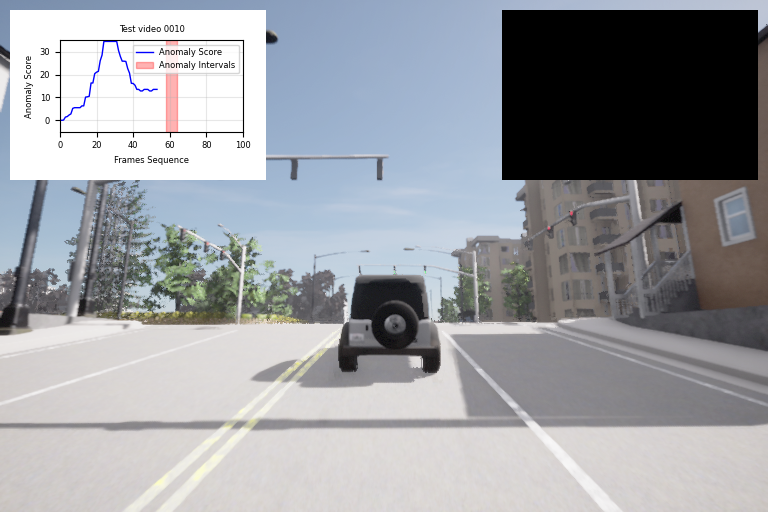 Test video 0010
Anomaly Score
30
20
10
0
Anomaly Score
Anomaly Intervals
0 20 40 60 80 100
Frames Sequence